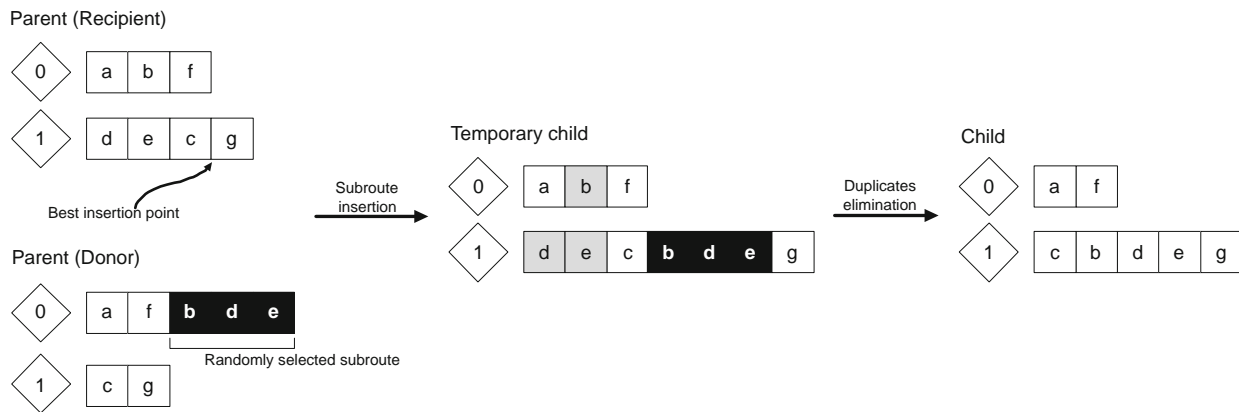 Parent (Recipient)
0 a b f
1 d e c g
Best insertion point
Parent (Donor)
0 a f b d e
Randomly selected subroute
1 c g
Subroute
insertion
Temporary child
0 a b f
1 d e c b d e g
Duplicates
elimination
Child
0 a f
1 c b d e g